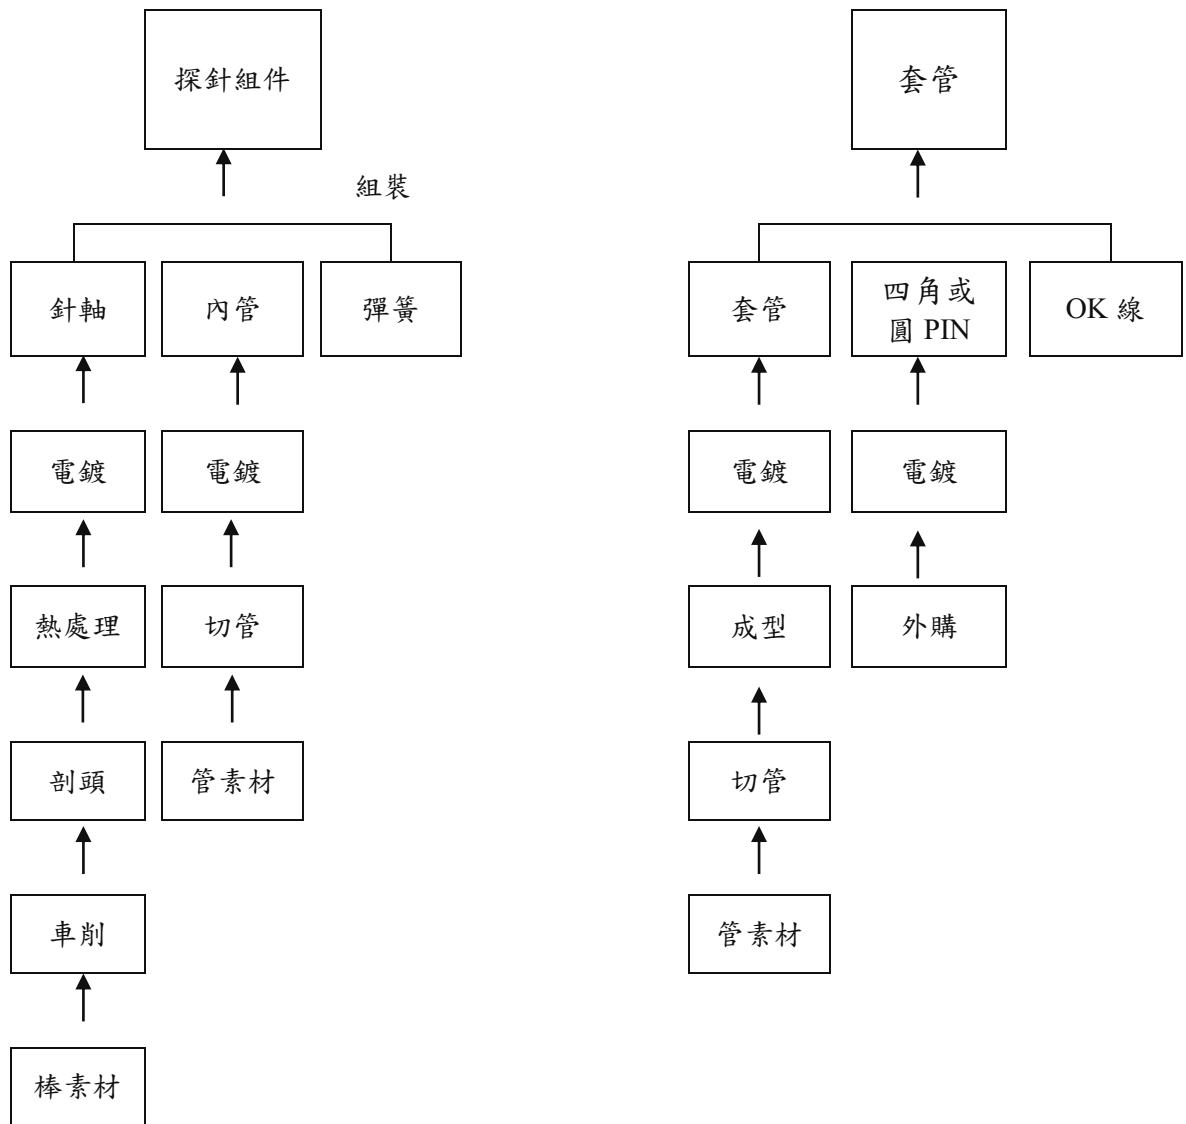 探針組件
套管
組裝
針軸
內管
彈簧
套管
四角或
圓 PIN
OK 線
電鍍
電鍍
電鍍
電鍍
熱處理
切管
成型
外購
剖頭
管素材
切管
車削
管素材
棒素材